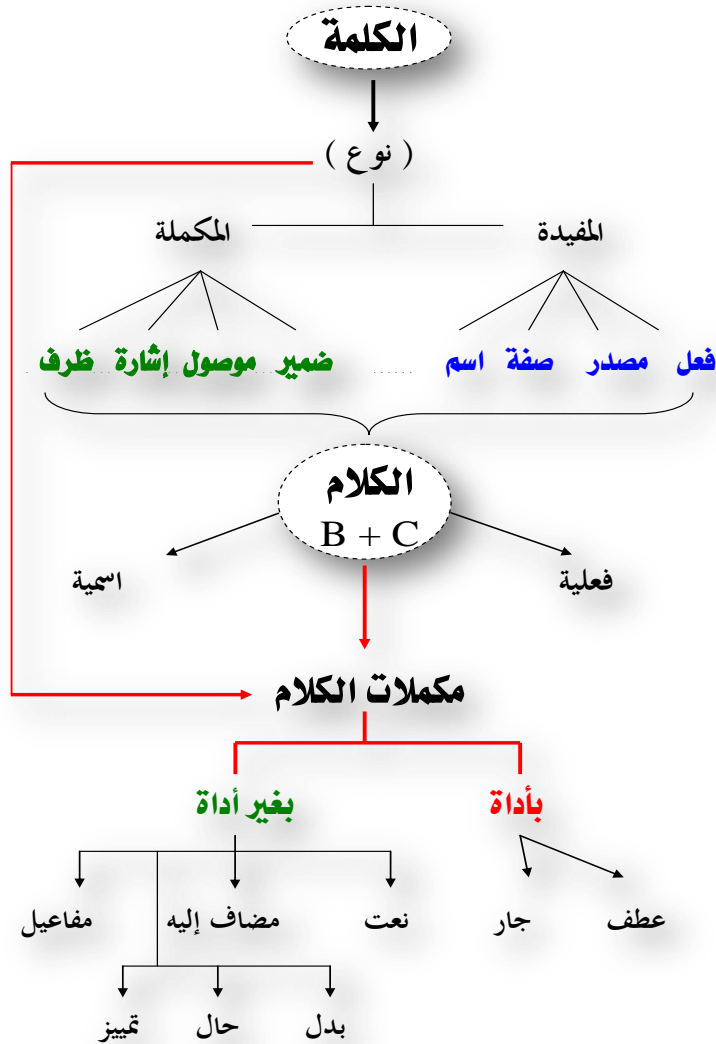 الكلمة
( نوع )
المفيدة المكملة
فعل مصدر صفة اسم ...... ضمير موصول إشارة ظرف
الكلام
B + C
فعلية اسمية
مكملات الكلام
بأداة بغير أداة
عطف جار نعت مضاف إليه مفاعيل
بدل حال تمييز